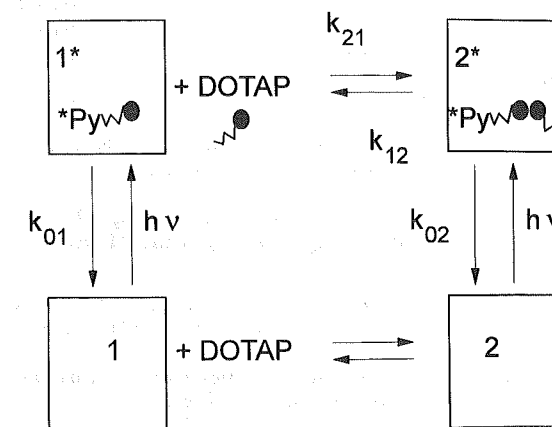 k21
1* 2*
+ DOTAP
*Py *Py
k12
k01 hν k02 hν
1 + DOTAP 2